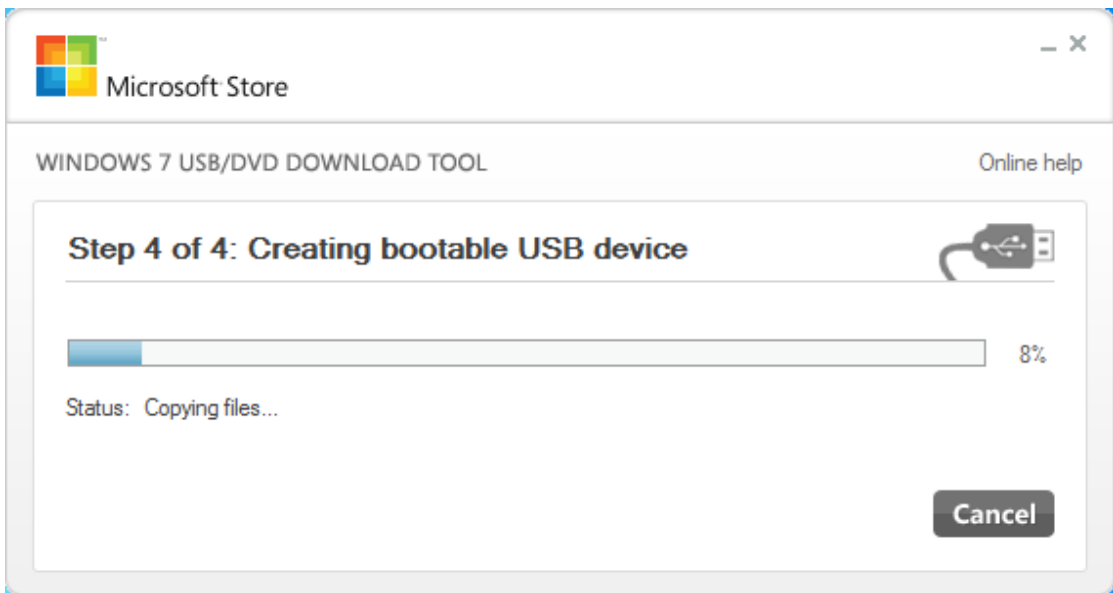 Microsoft Store
WINDOWS 7 USB/DVD DOWNLOAD TOOL
Online help
Step 4 of 4: Creating bootable USB device
8%
Status: Copying files...
Cancel